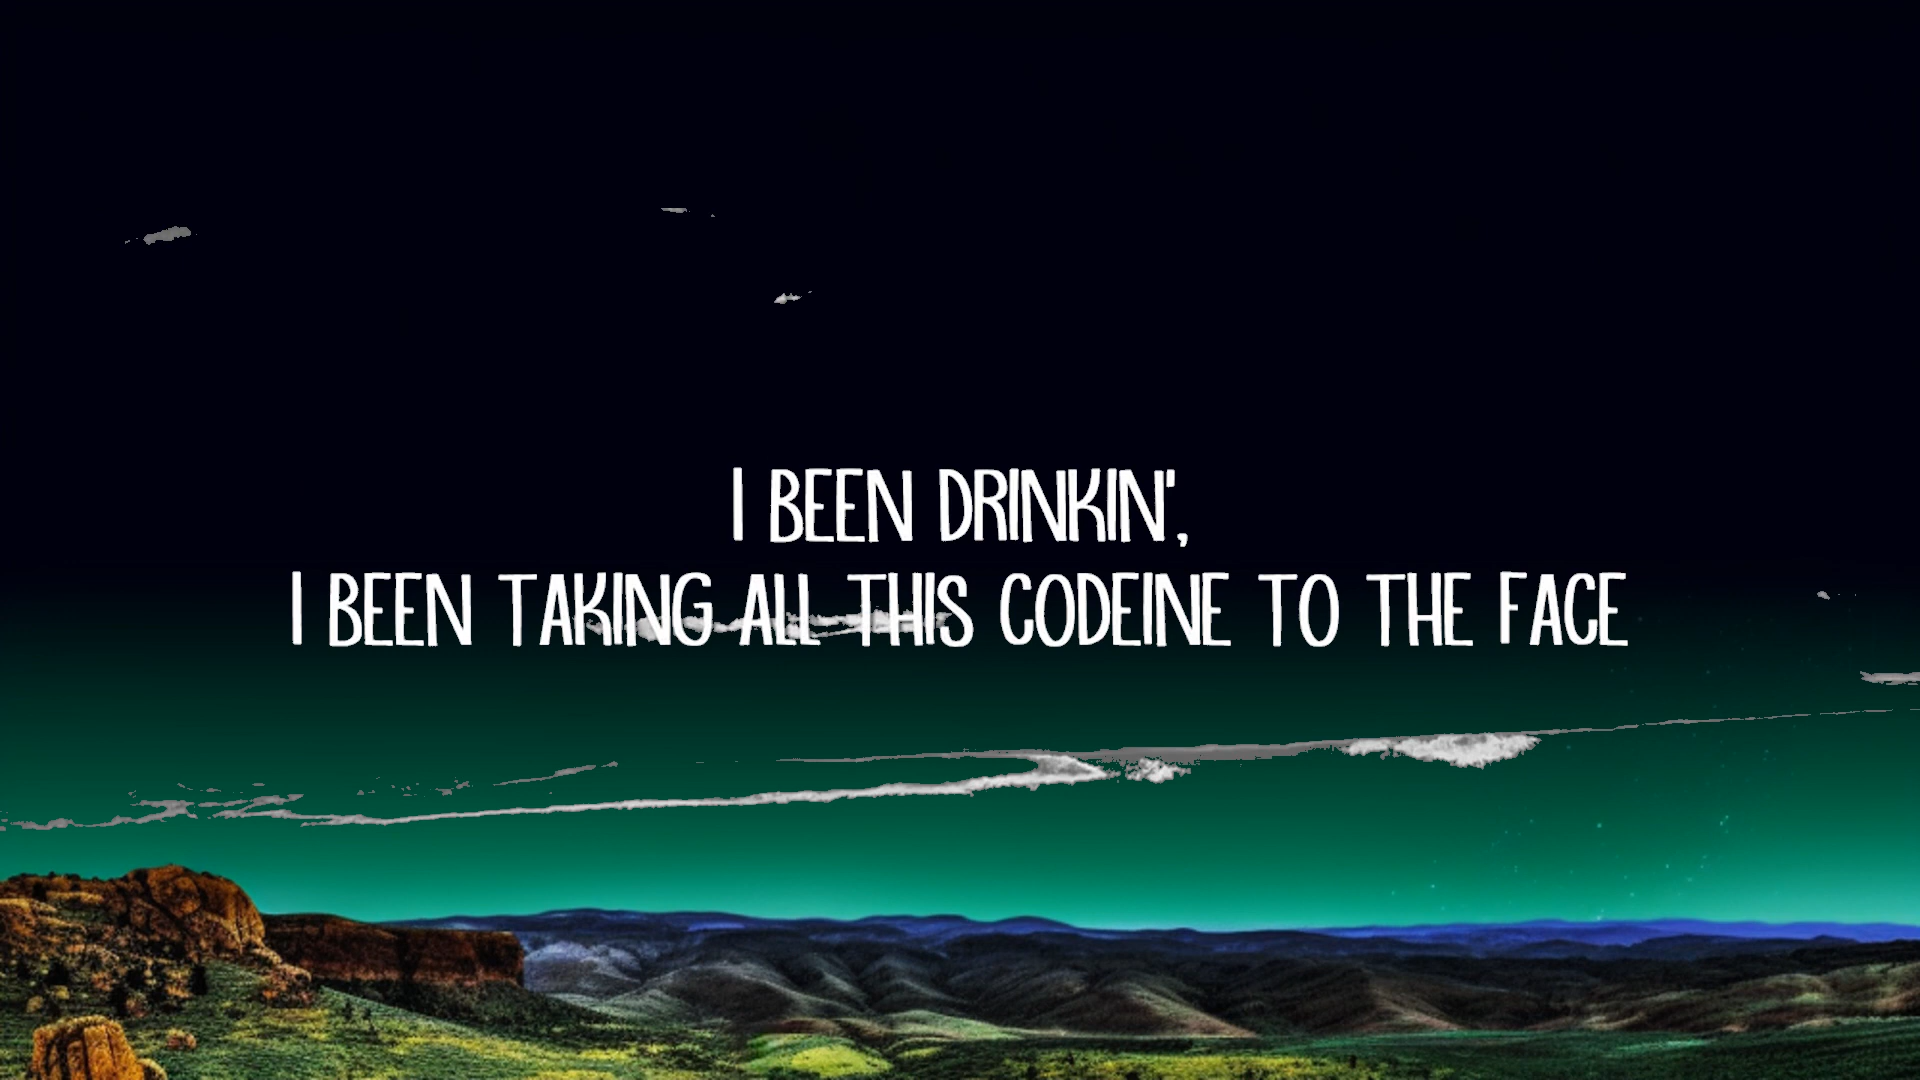 I BEEN DRINKIN',
I BEEN TAKING ALL THIS CODEINE TO THE FACE